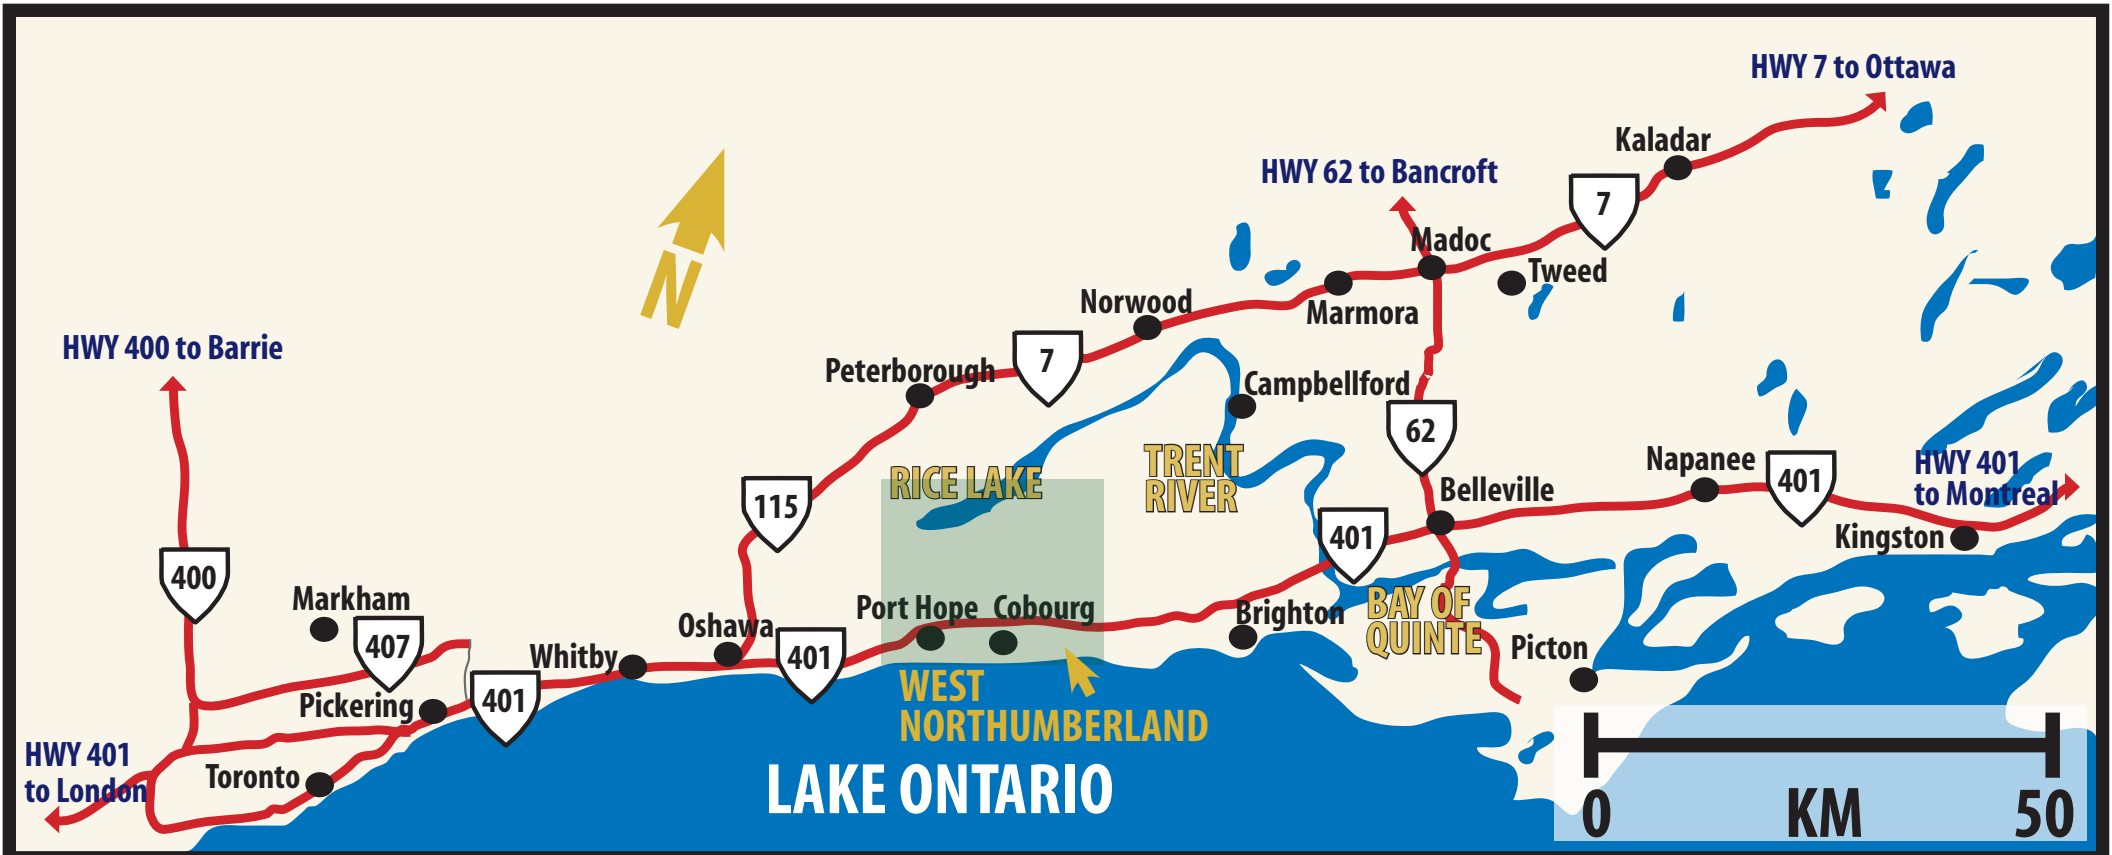 HWY 7 to Ottawa
Kaladar
HWY 62 to Bancroft
7
Madoc
Tweed
N
Norwood
Marmora
HWY 400 to Barrie
7
Peterborough
Campbellford
62
TRENT
RIVER
RICE LAKE
Napanee
401
HWY 401
to Montreal
Belleville
115
401
Kingston
400
Markham
407
Port Hope
Cobourg
Brighton
BAY OF
QUINTE
Oshawa
401
Whitby
Picton
Pickering
401
WEST
NORTHUMBERLAND
HWY 401
to London
Toronto
LAKE ONTARIO
0
KM
50